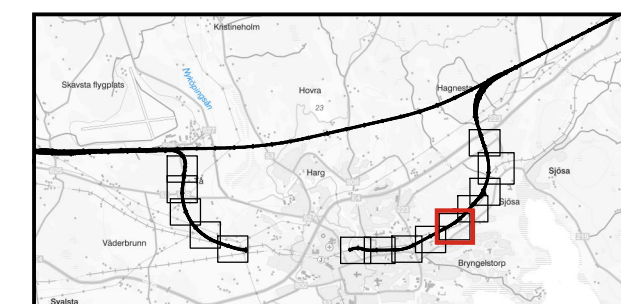 Kristineholm
Skavsta flygplats
Nyköpingsån
Hagnesta
Hovra
23
Harg
Sjösa
Sjösa
Väderbrunn
Bryngelstorp
Svalsta